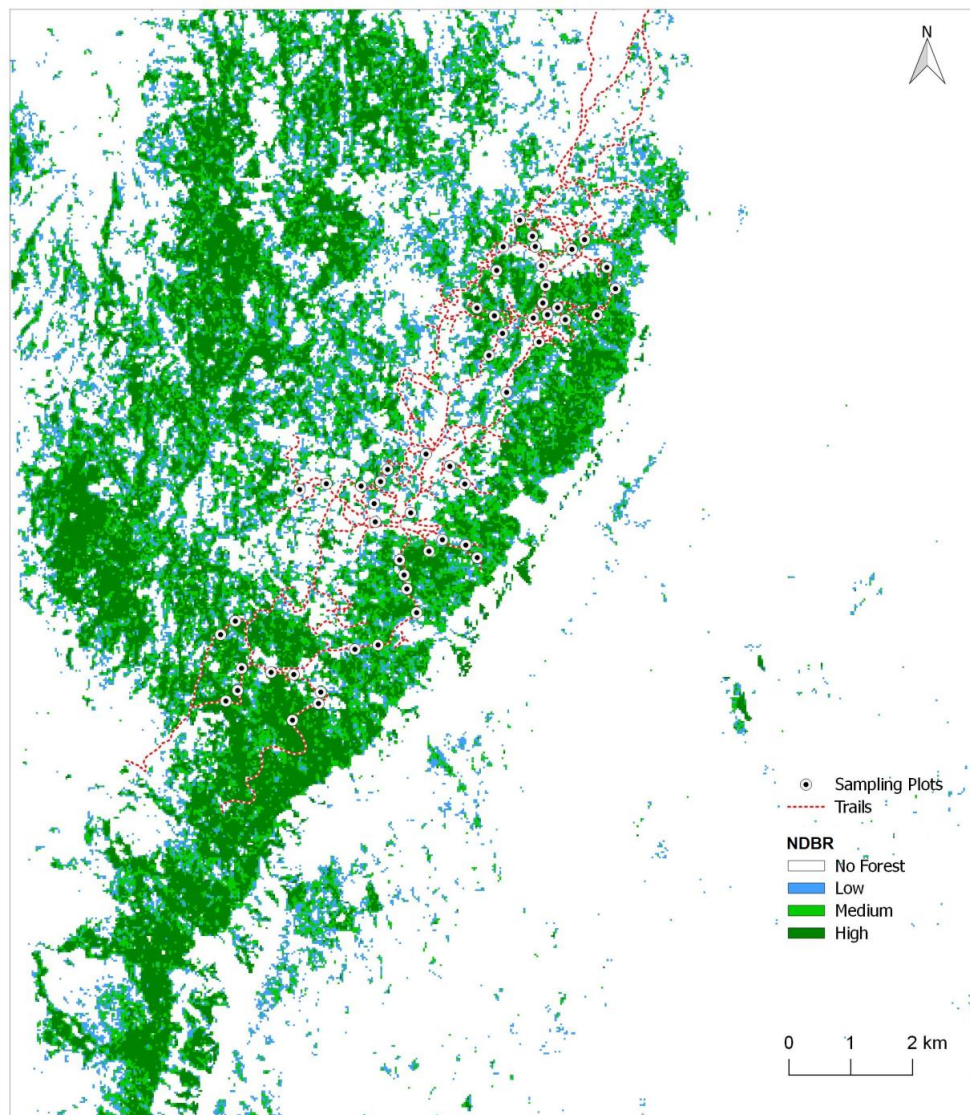 N
Sampling Plots
Trails
NDBR
No Forest
Low
Medium
High
0 1 2 km